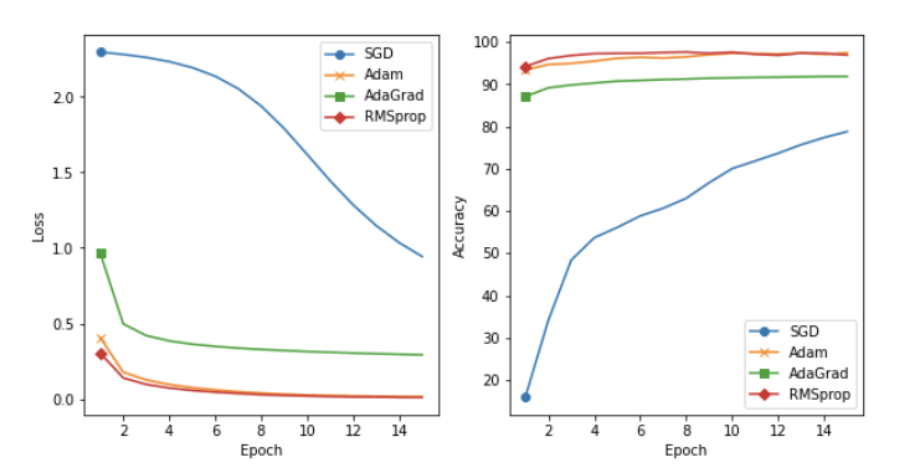 SGD
Adam
AdaGrad
RMSprop
2.0
1.5
1.0
0.5
0.0
Loss
2 4 6 8 10 12 14
Epoch
100
90
80
70
60
50
40
30
20
Accuracy
SGD
Adam
AdaGrad
RMSprop
2 4 6 8 10 12 14
Epoch